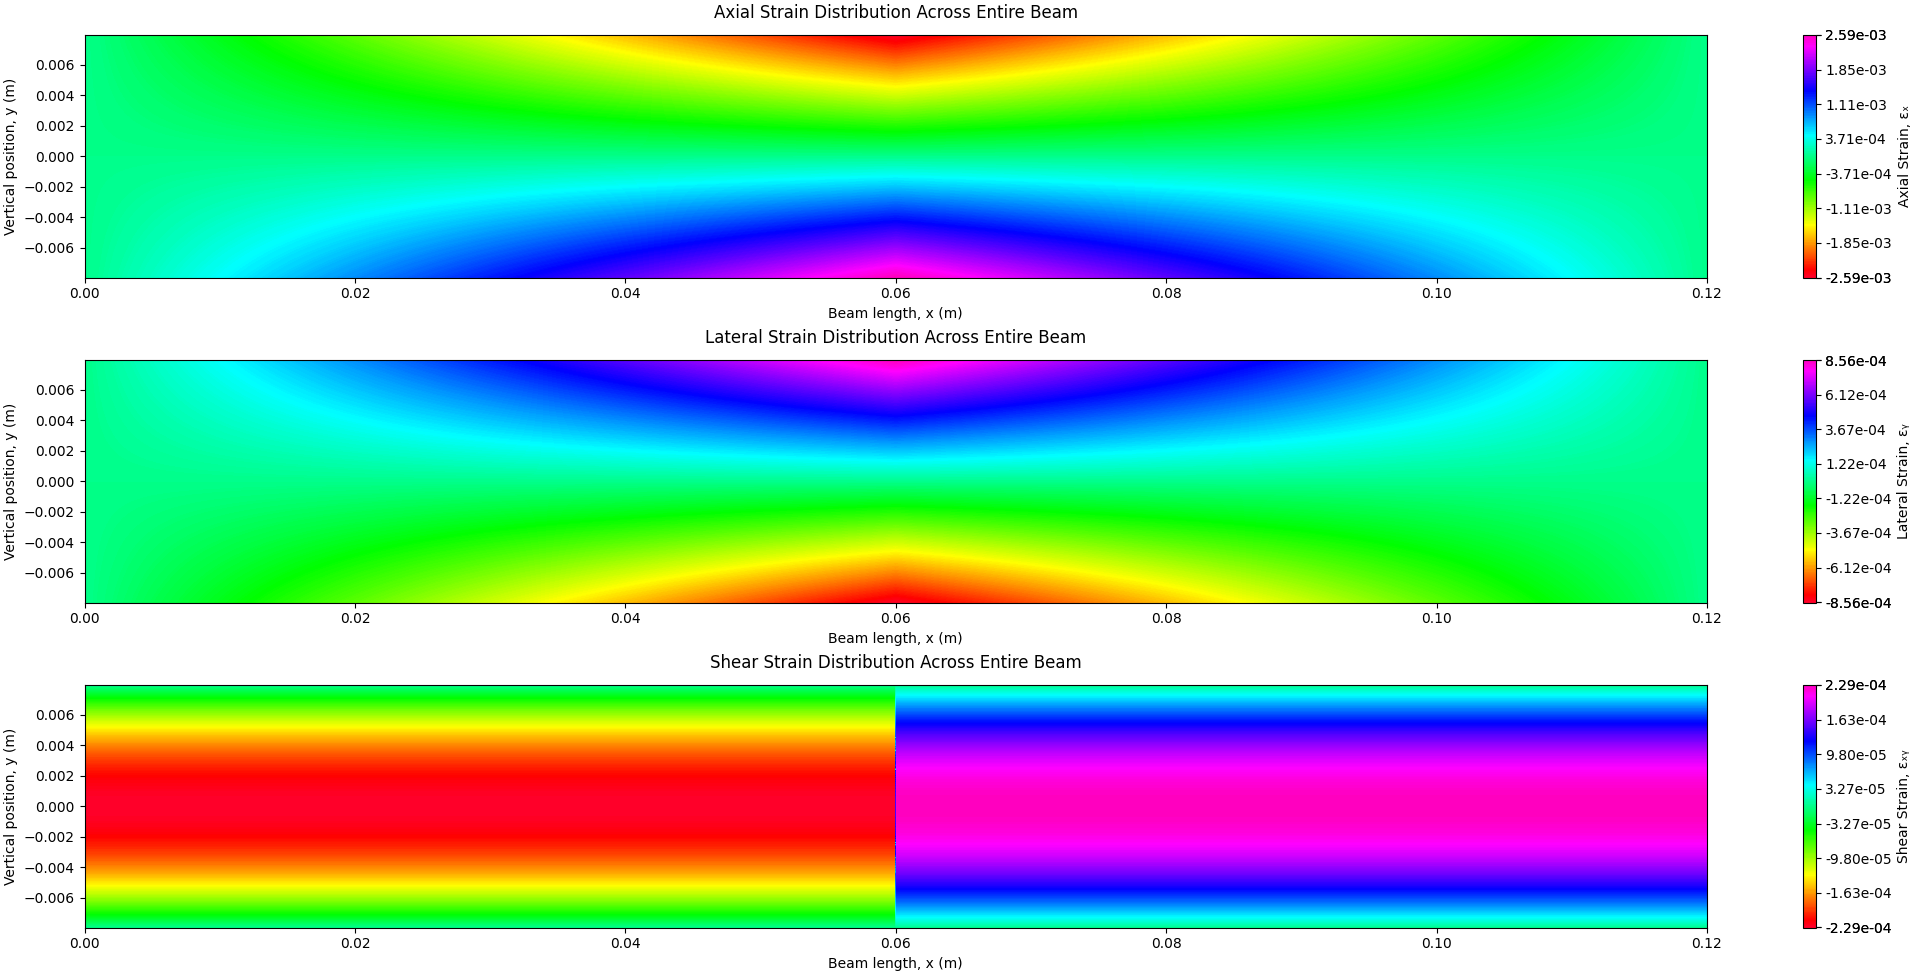 Axial Strain Distribution Across Entire Beam
Vertical position, y (m)
0.006
0.004
0.002
0.000
−0.002
−0.004
−0.006
0.00 0.02 0.04 0.06 0.08 0.10 0.12
Beam length, x (m)
2.59e-03
1.85e-03
1.11e-03
3.71e-04
-3.71e-04
-1.11e-03
-1.85e-03
-2.59e-03
Axial Strain, εₓ
Lateral Strain Distribution Across Entire Beam
Vertical position, y (m)
0.006
0.004
0.002
0.000
−0.002
−0.004
−0.006
0.00 0.02 0.04 0.06 0.08 0.10 0.12
Beam length, x (m)
8.56e-04
6.12e-04
3.67e-04
1.22e-04
-1.22e-04
-3.67e-04
-6.12e-04
-8.56e-04
Lateral Strain, εᵧ
Shear Strain Distribution Across Entire Beam
Vertical position, y (m)
0.006
0.004
0.002
0.000
−0.002
−0.004
−0.006
0.00 0.02 0.04 0.06 0.08 0.10 0.12
Beam length, x (m)
2.29e-04
1.63e-04
9.80e-05
3.27e-05
-3.27e-05
-9.80e-05
-1.63e-04
-2.29e-04
Shear Strain, εₓᵧ